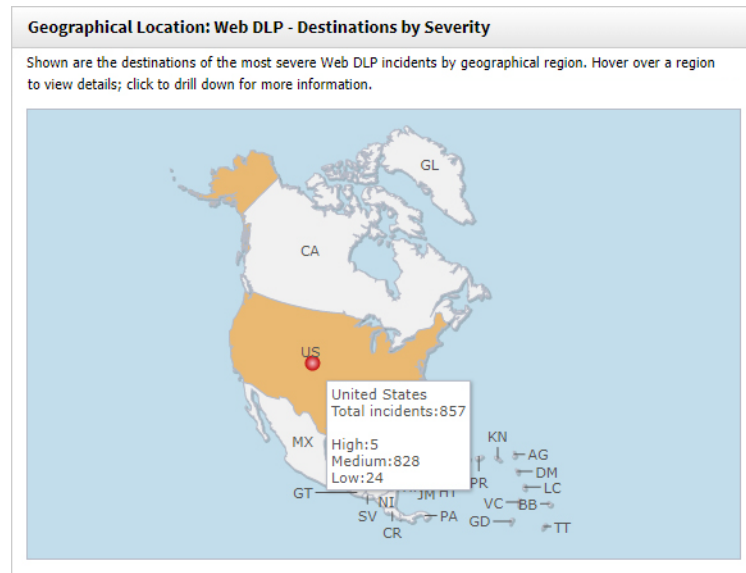 Geographical Location: Web DLP - Destinations by Severity
Shown are the destinations of the most severe Web DLP incidents by geographical region. Hover over a region
to view details; click to drill down for more information.
GL
CA
US
United States
Total incidents:857
High:5
Medium:828
Low:24
MX
KN
AG
DM
PR
LC
GT
NI
JM
HT
VC
BB
SV
PA
GD
TT
CR